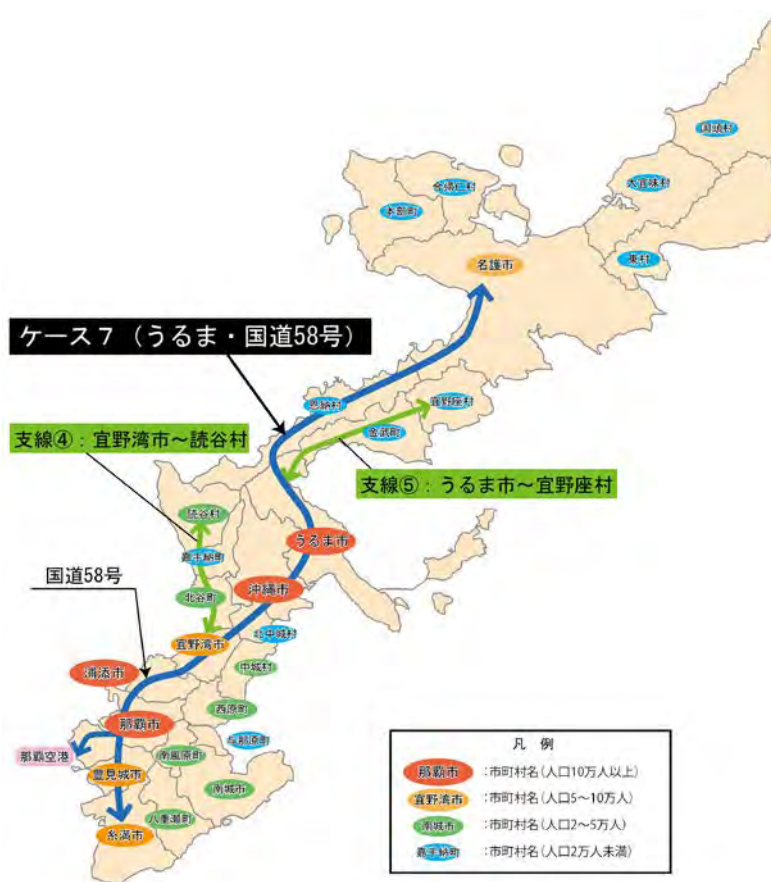 国頭村
大宜味村
今帰仁村
本部町
東村
名護市
ケース7（うるま・国道58号）
恩納村
宜野座村
金武町
支線④：宜野湾市～読谷村
支線⑤：うるま市～宜野座村
読谷村
うるま市
嘉手納町
国道58号
沖縄市
北谷町
北中城村
宜野湾市
中城村
浦添市
西原町
那覇市
与那原町
那覇空港
南風原町
豊見城市
南城市
八重瀬町
糸満市
凡 例
那覇市 :市町村名(人口10万人以上)
宜野湾市 :市町村名(人口5～10万人)
南城市 :市町村名(人口2～5万人)
嘉手納町 :市町村名(人口2万人未満)